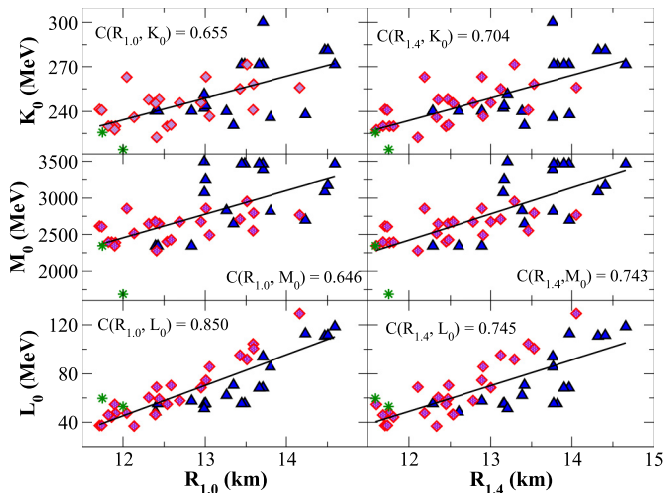 300
270
240
K₀ (MeV)
C(R₁.₀, K₀) = 0.655
C(R₁.₄, K₀) = 0.704
3500
3000
2500
2000
M₀ (MeV)
C(R₁.₀, M₀) = 0.646
C(R₁.₄,M₀) = 0.743
120
80
40
L₀ (MeV)
C(R₁.₀, L₀) = 0.850
C(R₁.₄, L₀) = 0.745
12 13 14 12 13 14 15
R₁.₀ (km) R₁.₄ (km)